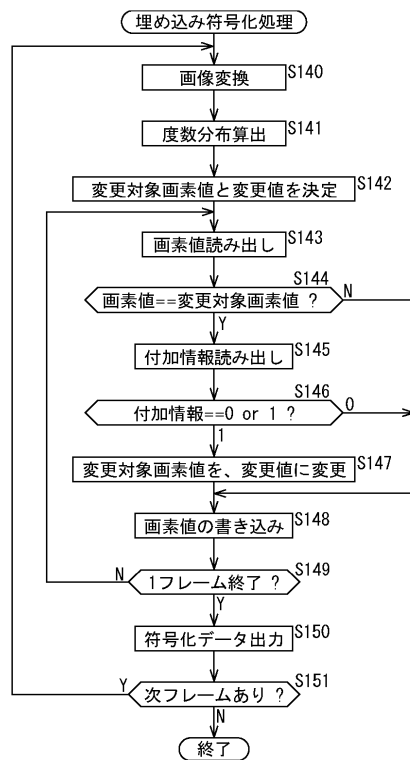 埋め込み符号化処理
画像変換 S140
度数分布算出 S141
変更対象画素値と変更値を決定 S142
画素値読み出し S143
画素値==変更対象画素値 ? S144
N
Y
付加情報読み出し S145
付加情報==0 or 1 ? S146
0
1
変更対象画素値を、変更値に変更 S147
画素値の書き込み S148
1フレーム終了 ? S149
N
Y
符号化データ出力 S150
次フレームあり ? S151
Y
N
終了